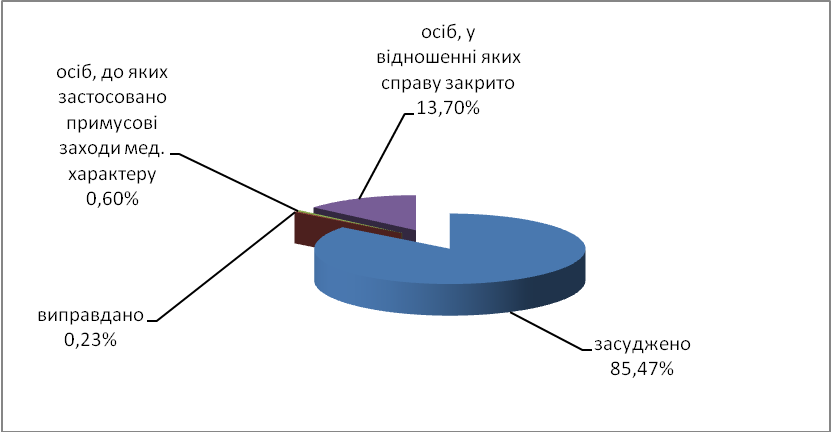 осіб, у
відношенні яких
справу закрито
13,70%
осіб, до яких
застосовано
примусові
заходи мед.
характеру
0,60%
виправдано
0,23%
засуджено
85,47%